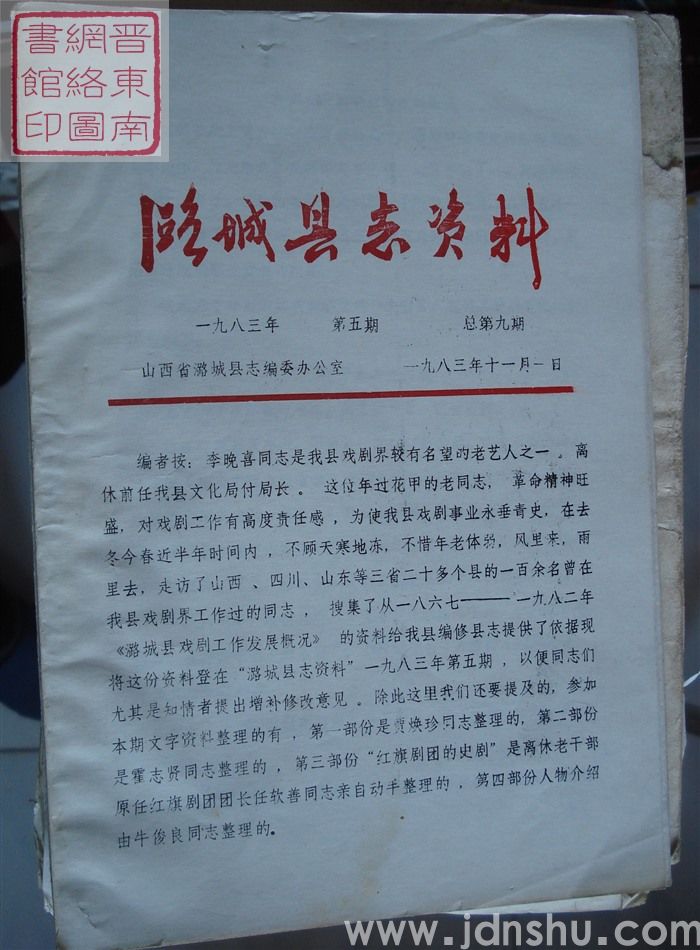 晋东南
網絡圖
書館印
潞城县志资料
一九八三年 第五期 总第九期
山西省潞城县志编委办公室 一九八三年十一月一日
编者按：李晚喜同志是我县戏剧界较有名望的老艺人之一。离
休前任我县文化局付局长。这位年过花甲的老同志，革命精神旺
盛，对戏剧工作有高度责任感，为使我县戏剧事业永垂青史，在去
冬今春近半年时间内，不顾天寒地冻，不惜年老体弱，风里来，雨
里去，走访了山西、四川、山东等三省二十多个县的一百余名曾在
我县戏剧界工作过的同志，搜集了从一八六七——一九八二年
《潞城县戏剧工作发展概况》的资料给我县编修县志提供了依据现
将这份资料登在“潞城县志资料”一九八三年第五期，以便同志们
尤其是知情者提出增补修改意见。除此这里我们还要提及的，参加
本期文字资料整理的有，第一部份是贾焕珍同志整理的，第二部份
是霍志贤同志整理的，第三部份“红旗剧团的史剧”是离休老干部
原任红旗剧团团长任软善同志亲自动手整理的，第四部份人物介绍
由牛俊良同志整理的。
www.jdnshu.com